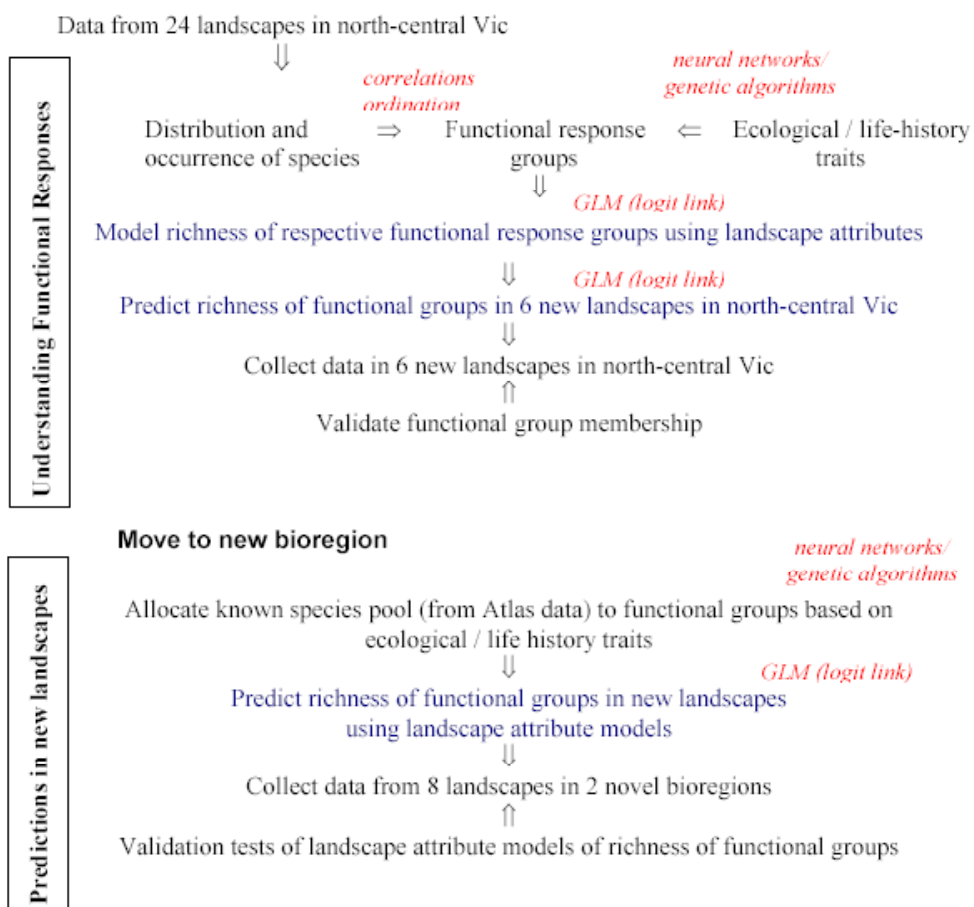 Data from 24 landscapes in north-central Vic
⇓
Understanding Functional Responses
correlations
ordination
neural networks/
genetic algorithms
Distribution and
occurrence of species
⇒
Functional response
groups
⇐
Ecological / life-history
traits
⇓
GLM (logit link)
Model richness of respective functional response groups using landscape attributes
⇓
GLM (logit link)
Predict richness of functional groups in 6 new landscapes in north-central Vic
⇓
Collect data in 6 new landscapes in north-central Vic
⇑
Validate functional group membership
Move to new bioregion
Predictions in new landscapes
neural networks/
genetic algorithms
Allocate known species pool (from Atlas data) to functional groups based on
ecological / life history traits
⇓
GLM (logit link)
Predict richness of functional groups in new landscapes
using landscape attribute models
⇓
Collect data from 8 landscapes in 2 novel bioregions
⇑
Validation tests of landscape attribute models of richness of functional groups